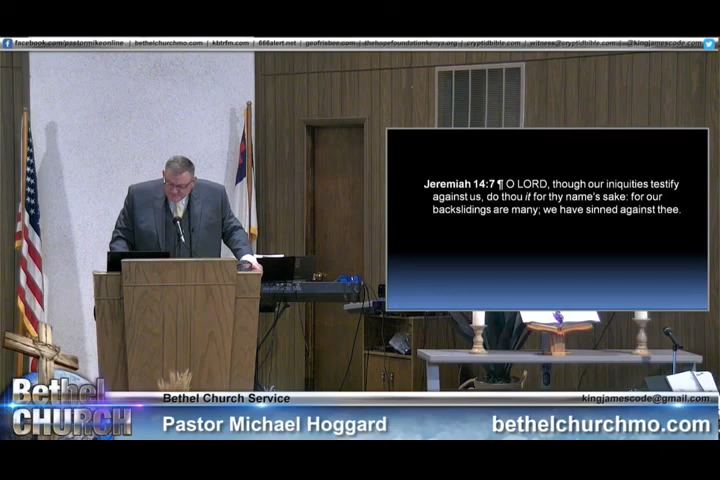 facebook.com/pastormikeonline | bethelchurchmo.com | kbtrfm.com | 666alert.net | geofrisbee.com | thehopefoundationkenya.org | cryptidbible.com | witness@cryptidbible.com | @kingjamescode
Jeremiah 14:7 ¶ O LORD, though our iniquities testify
against us, do thou it for thy name's sake: for our
backslidings are many; we have sinned against thee.
Bethel
CHURCH
Bethel Church Service
kingjamescode@gmail.com
Pastor Michael Hoggard
bethelchurchmo.com